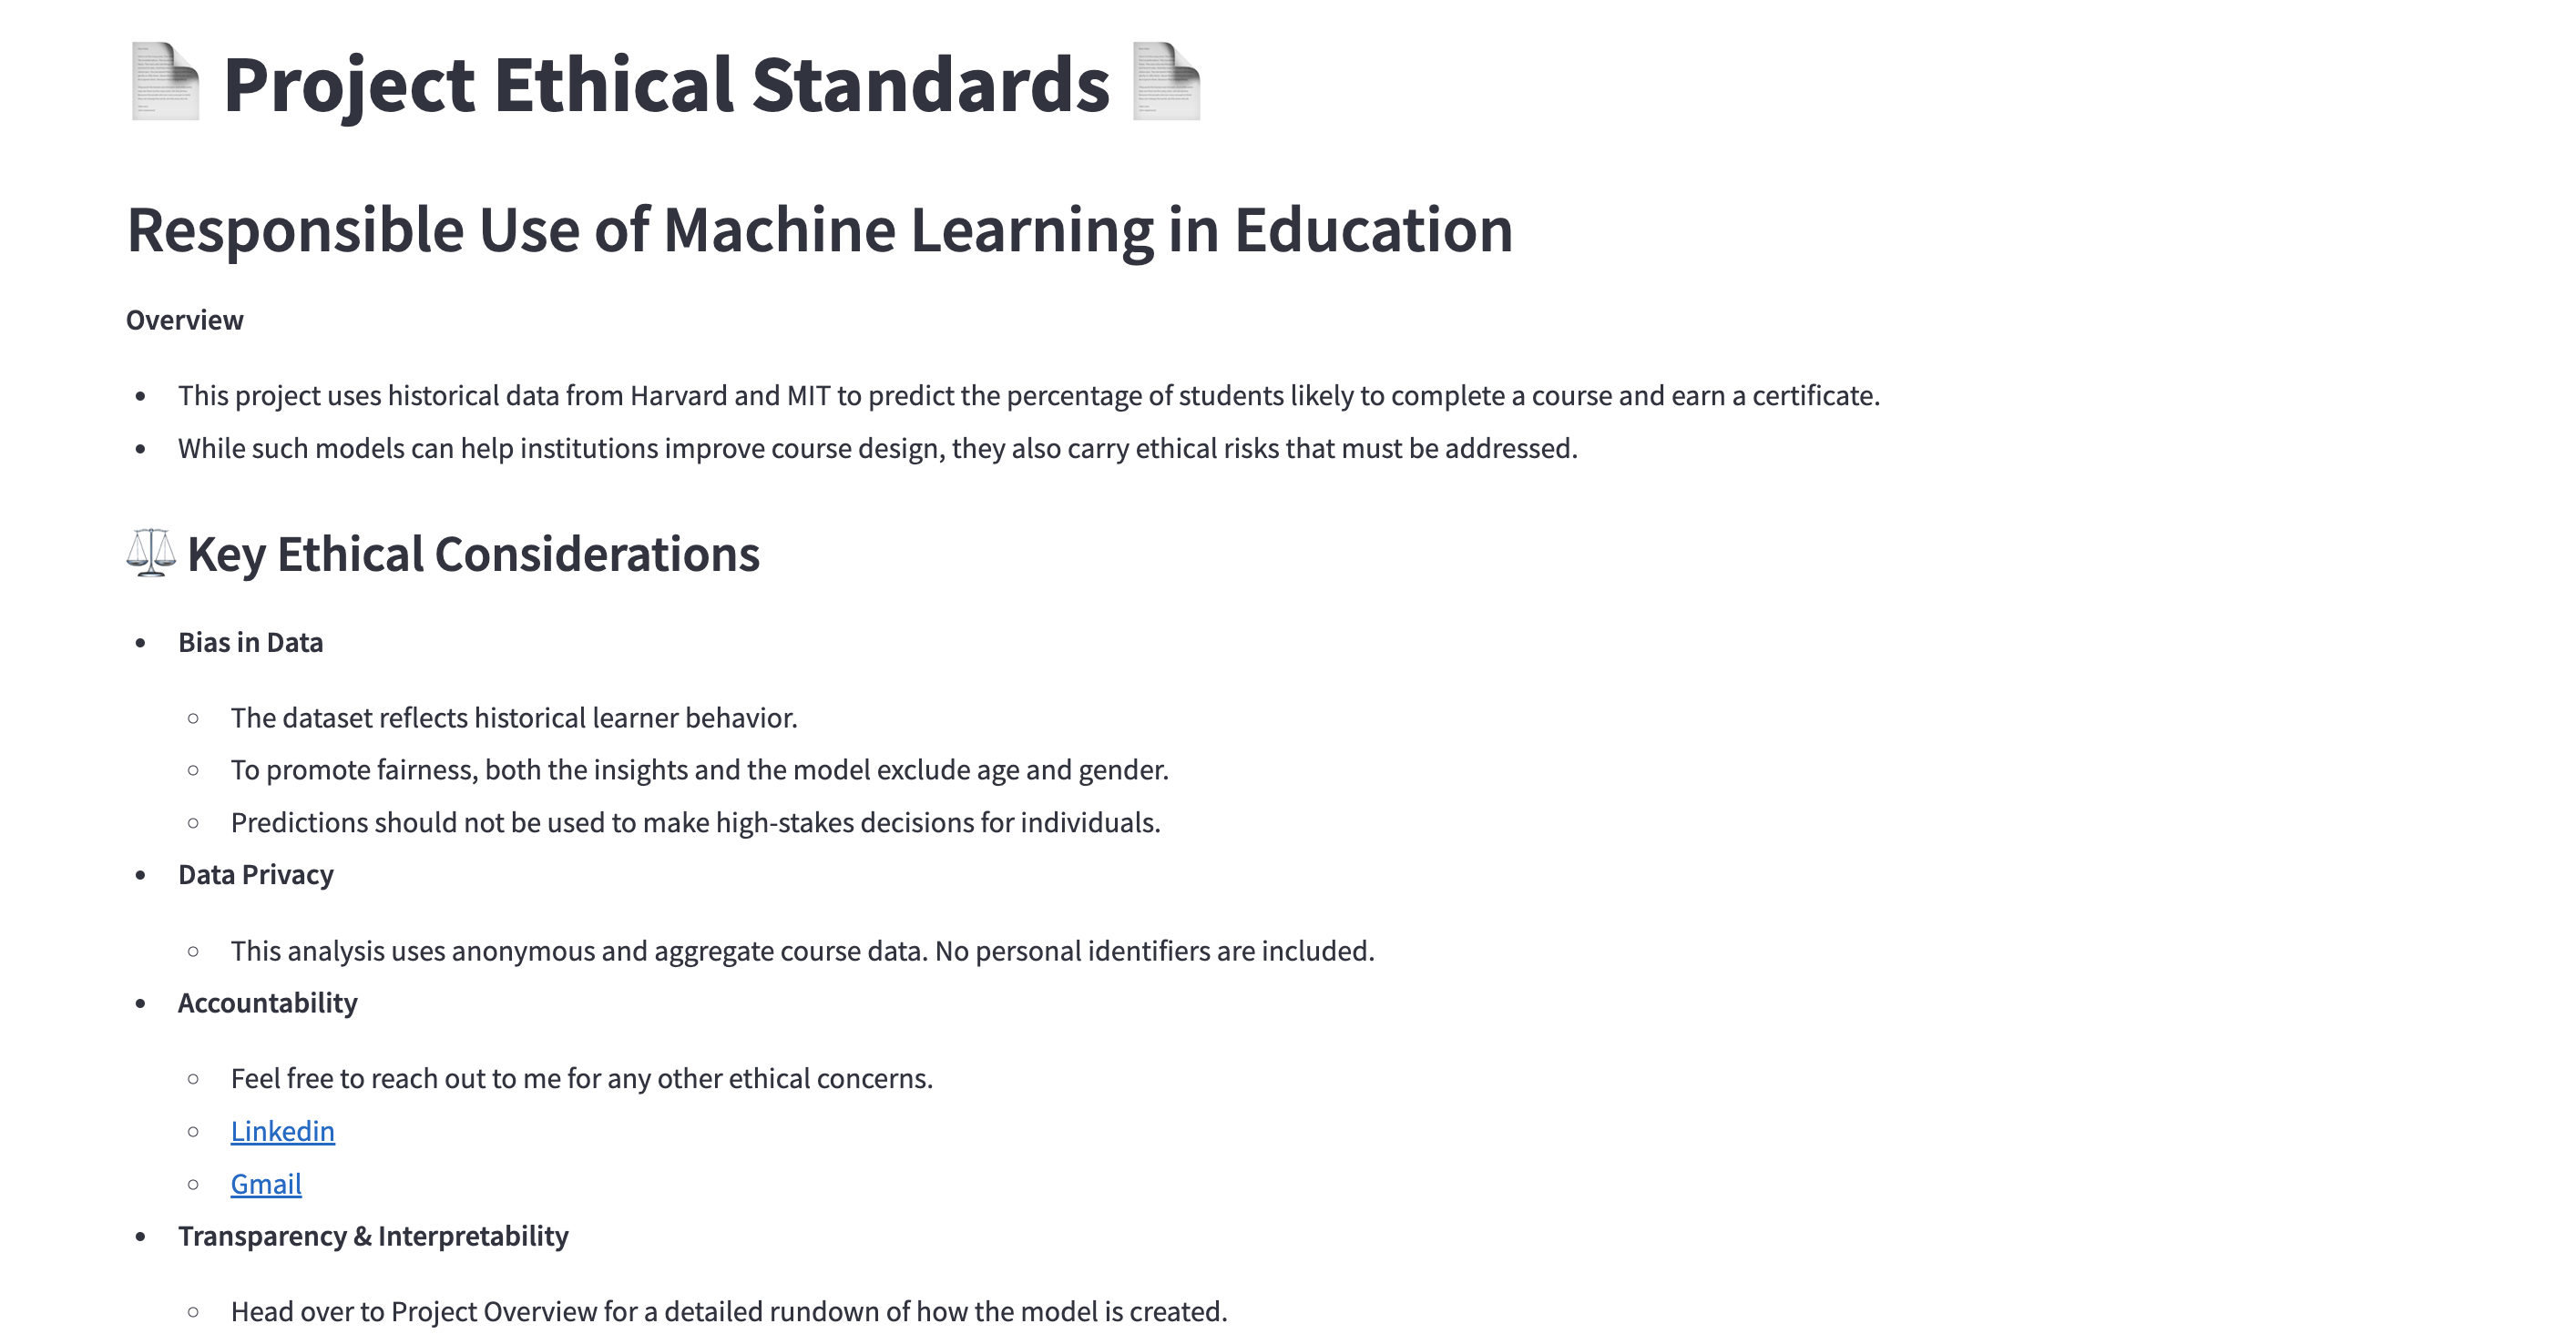 Project Ethical Standards
Responsible Use of Machine Learning in Education
Overview
This project uses historical data from Harvard and MIT to predict the percentage of students likely to complete a course and earn a certificate.
While such models can help institutions improve course design, they also carry ethical risks that must be addressed.
Key Ethical Considerations
Bias in Data
The dataset reflects historical learner behavior.
To promote fairness, both the insights and the model exclude age and gender.
Predictions should not be used to make high-stakes decisions for individuals.
Data Privacy
This analysis uses anonymous and aggregate course data. No personal identifiers are included.
Accountability
Feel free to reach out to me for any other ethical concerns.
Linkedin
Gmail
Transparency & Interpretability
Head over to Project Overview for a detailed rundown of how the model is created.